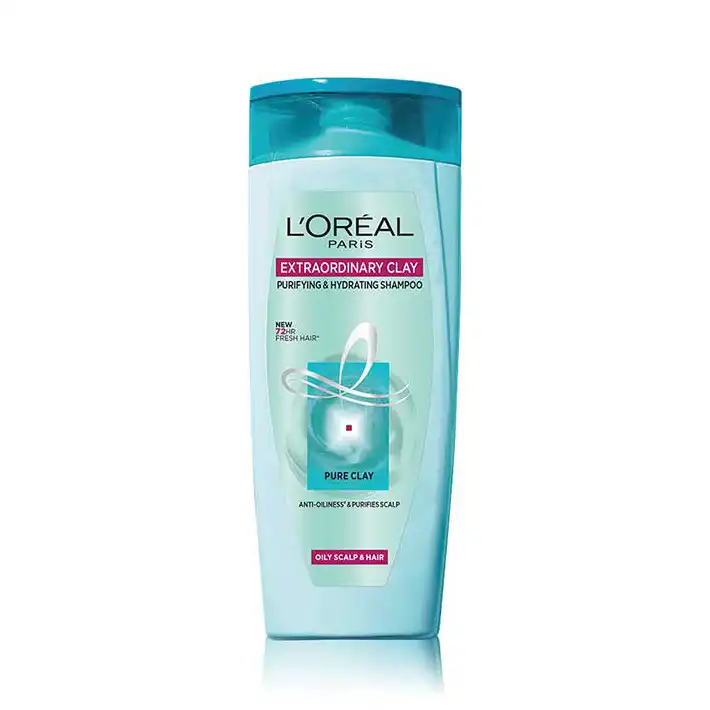 L'ORÉAL
PARiS
EXTRAORDINARY CLAY
PURIFYING & HYDRATING SHAMPOO
NEW
72HR
FRESH HAIR*
PURE CLAY
ANTI-OILINESS* & PURIFIES SCALP
OILY SCALP & HAIR